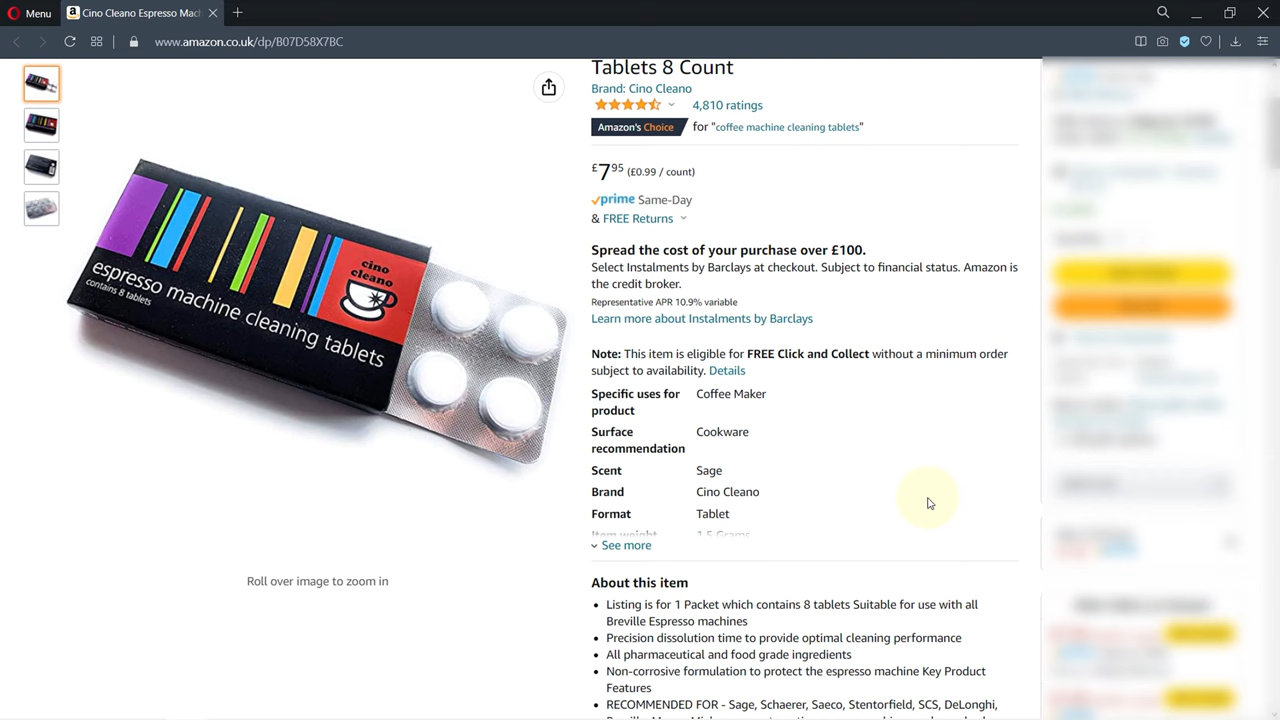 Menu
Cino Cleano Espresso Mac
www.amazon.co.uk/dp/B07D58X7BC
Tablets 8 Count
Brand: Cino Cleano
4,810 ratings
Amazon's Choice for "coffee machine cleaning tablets"
£7.95 (£0.99 / count)
prime Same-Day
& FREE Returns
Spread the cost of your purchase over £100.
Select Instalments by Barclays at checkout. Subject to financial status. Amazon is
the credit broker.
Representative APR 10.9% variable
Learn more about Instalments by Barclays
Note: This item is eligible for FREE Click and Collect without a minimum order
subject to availability. Details
Specific uses for Coffee Maker
product
Surface Cookware
recommendation
Scent Sage
Brand Cino Cleano
Format Tablet
Item weight 1.5 Grams
See more
About this item
Listing is for 1 Packet which contains 8 tablets Suitable for use with all
Breville Espresso machines
Precision dissolution time to provide optimal cleaning performance
All pharmaceutical and food grade ingredients
Non-corrosive formulation to protect the espresso machine Key Product
Features
RECOMMENDED FOR - Sage, Schaerer, Saeco, Stentorfield, SCS, DeLonghi,
cino
cleano
espresso machine cleaning tablets
contains 8 tablets
Roll over image to zoom in